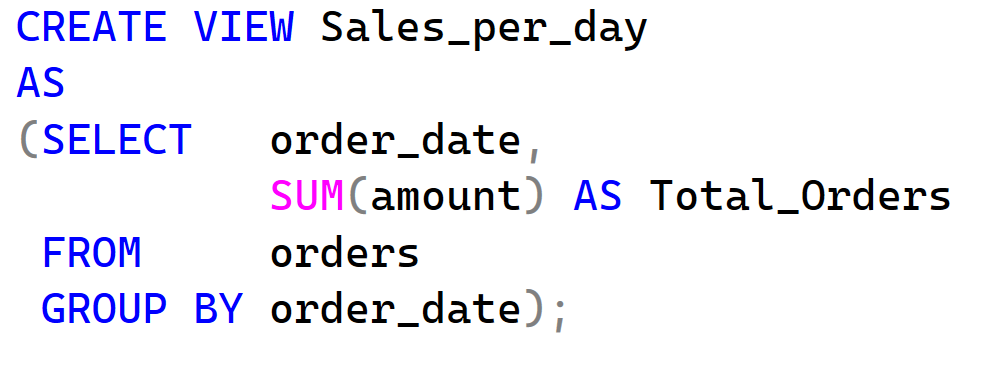 CREATE VIEW Sales_per_day
AS
(SELECT   order_date,
          SUM(amount) AS Total_Orders
 FROM     orders
 GROUP BY order_date);